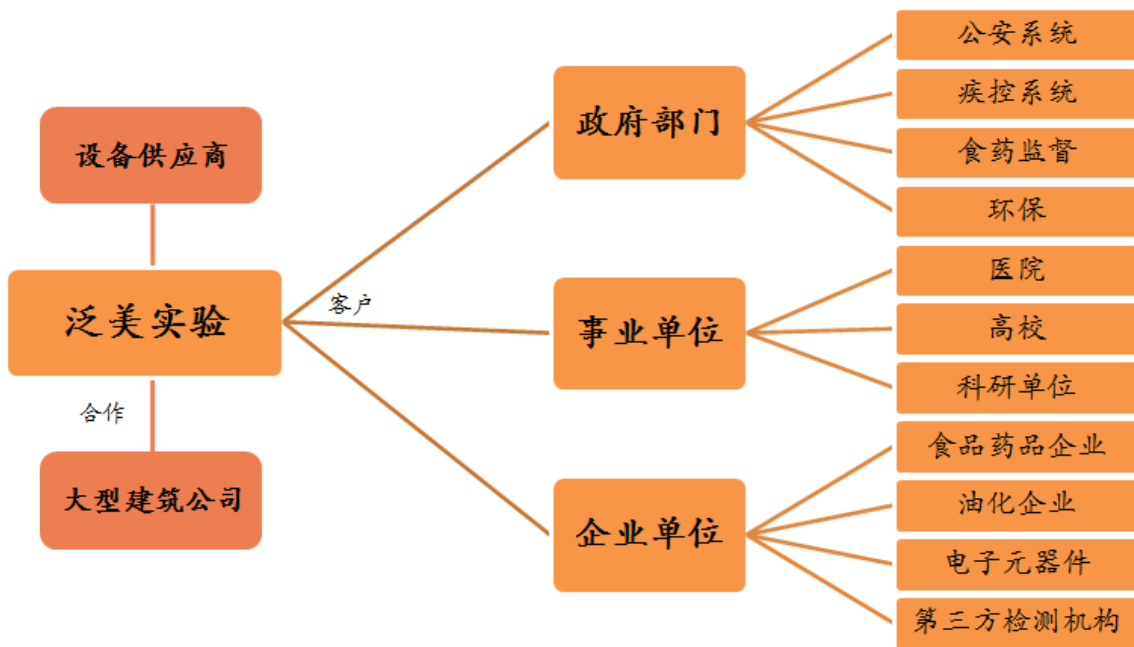 设备供应商
泛美实验
合作
大型建筑公司
客户
政府部门
公安系统
疾控系统
食药监督
环保
事业单位
医院
高校
科研单位
企业单位
食品药品企业
油化企业
电子元器件
第三方检测机构